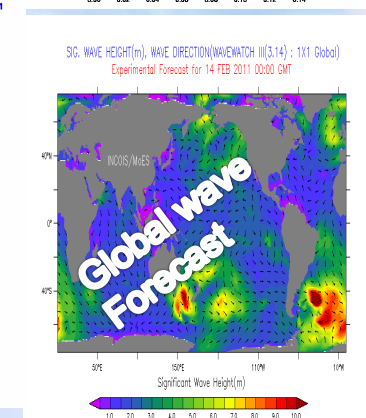 SIG. WAVE HEIGHT(m), WAVE DIRECTION(WAVEWATCH III(3.14) : 1X1 Global)
Experimental Forecast for 14 FEB 2011 00:00 GMT
40°N
INCOIS/MoES
0°
40°S
Global wave
Forecast
50°E 150°E 110°W 10°W
Significant Wave Height(m)
1.0 2.0 3.0 4.0 5.0 6.0 7.0 8.0 9.0 10.0